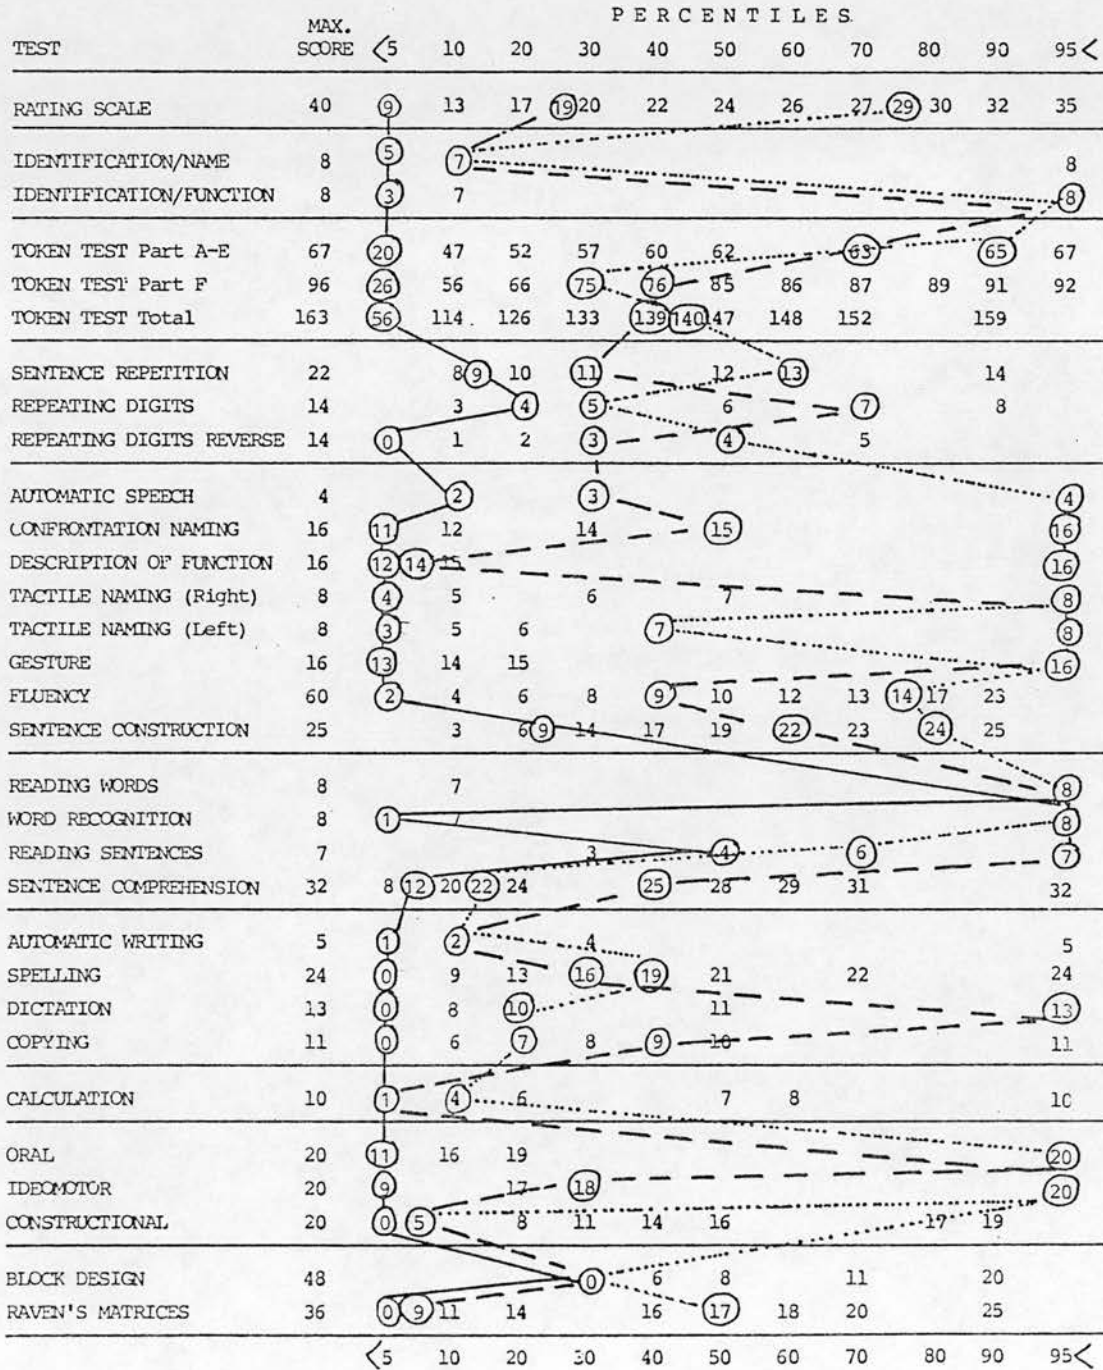 P E R C E N T I L E S
MAX.
TEST SCORE <5 10 20 30 40 50 60 70 80 90 95<
RATING SCALE 40 9 13 17 19 20 22 24 26 27 29 30 32 35
IDENTIFICATION/NAME 8 5 7 8
IDENTIFICATION/FUNCTION 8 3 7 8
TOKEN TEST Part A-E 67 20 47 52 57 60 62 63 65 67
TOKEN TEST Part F 96 26 56 66 75 76 85 86 87 89 91 92
TOKEN TEST Total 163 56 114 126 133 139 140 147 148 152 159
SENTENCE REPETITION 22 8 9 10 11 12 13 14
REPEATING DIGITS 14 3 4 5 6 7 8
REPEATING DIGITS REVERSE 14 0 1 2 3 4 5
AUTOMATIC SPEECH 4 2 3 4
CONFRONTATION NAMING 16 11 12 14 15 16
DESCRIPTION OF FUNCTION 16 12 14 15 16
TACTILE NAMING (Right) 8 4 5 6 7 8
TACTILE NAMING (Left) 8 3 5 6 7 8
GESTURE 16 13 14 15 16
FLUENCY 60 2 4 6 8 9 10 12 13 14 17 23
SENTENCE CONSTRUCTION 25 3 6 9 14 17 19 22 23 24 25
READING WORDS 8 7 8
WORD RECOGNITION 8 1 8
READING SENTENCES 7 3 4 6 7
SENTENCE COMPREHENSION 32 8 12 20 22 24 25 28 29 31 32
AUTOMATIC WRITING 5 1 2 4 5
SPELLING 24 0 9 13 16 19 21 22 24
DICTATION 13 0 8 10 11 13
COPYING 11 0 6 7 8 9 10 11
CALCULATION 10 1 4 6 7 8 10
ORAL 20 11 16 19 20
IDEOMOTOR 20 9 17 18 20
CONSTRUCTIONAL 20 0 5 8 11 14 16 17 19
BLOCK DESIGN 48 0 6 8 11 20
RAVEN'S MATRICES 36 0 9 11 14 16 17 18 20 25
<5 10 20 30 40 50 60 70 80 90 95<